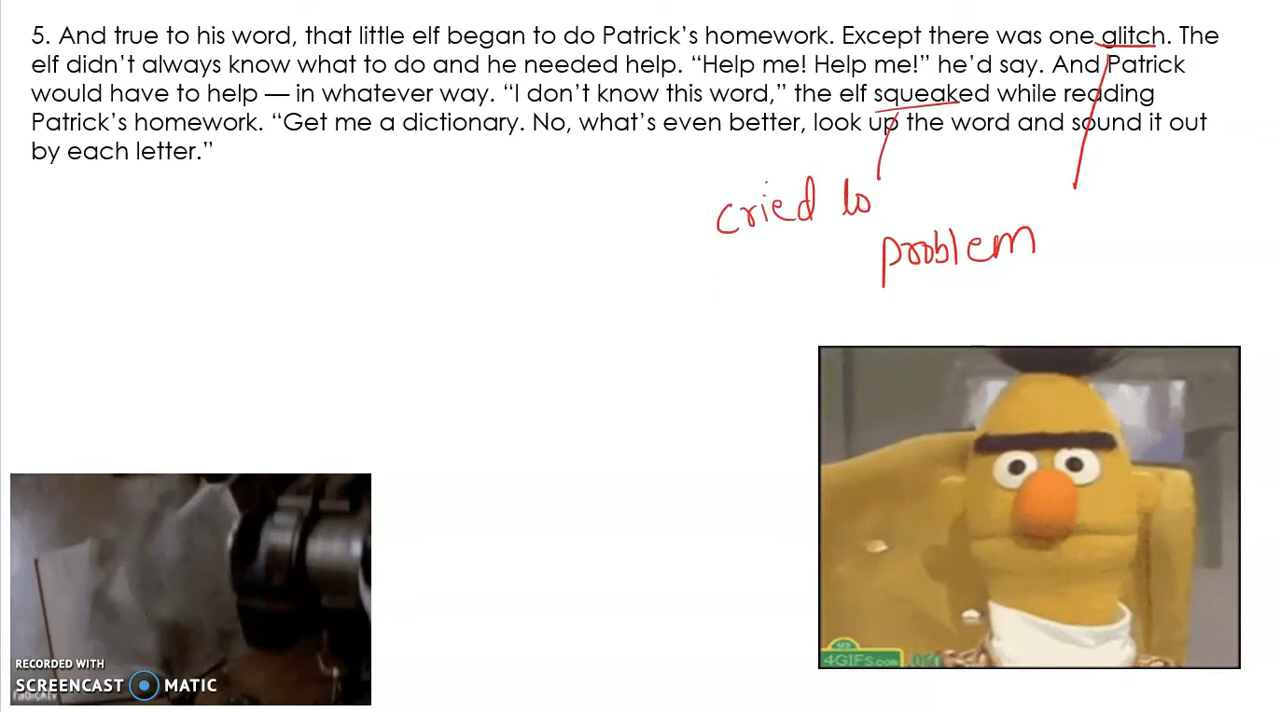 5. And true to his word, that little elf began to do Patrick’s homework. Except there was one glitch. The
elf didn’t always know what to do and he needed help. “Help me! Help me!” he’d say. And Patrick
would have to help — in whatever way. “I don’t know this word,” the elf squeaked while reading
Patrick’s homework. “Get me a dictionary. No, what’s even better, look up the word and sound it out
by each letter.”
cried
problem
4GIFs.com
RECORDED WITH
SCREENCAST MATIC